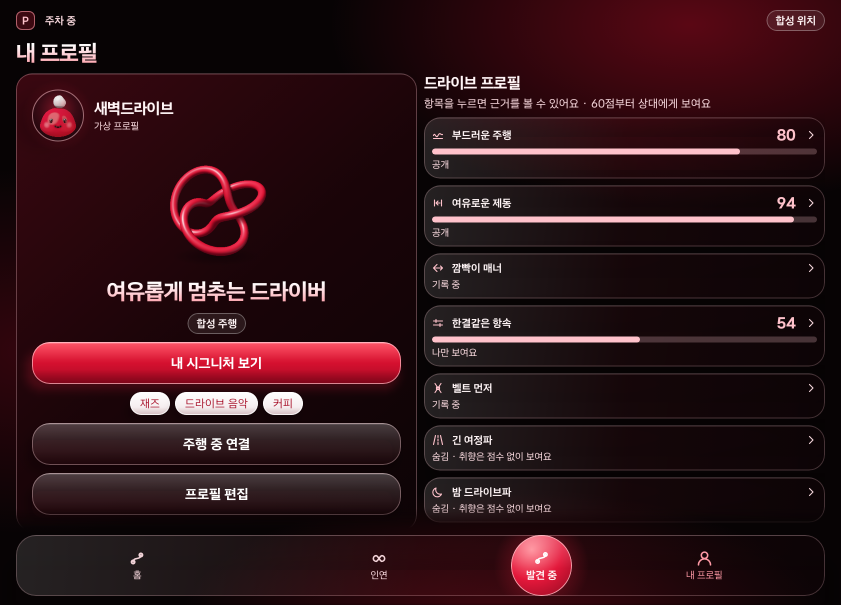 P 주차 중
합성 위치
내 프로필
새벽드라이브
가상 프로필
여유롭게 멈추는 드라이버
합성 주행
내 시그니처 보기
재즈
드라이브 음악
커피
주행 중 연결
프로필 편집
드라이브 프로필
항목을 누르면 근거를 볼 수 있어요 · 60점부터 상대에게 보여요
부드러운 주행 80
공개
여유로운 제동 94
공개
깜빡이 매너
기록 중
한결같은 항속 54
나만 보여요
벨트 먼저
기록 중
긴 여정파
숨김 · 취향은 점수 없이 보여요
밤 드라이브파
숨김 · 취향은 점수 없이 보여요
홈
인연
발견 중
내 프로필